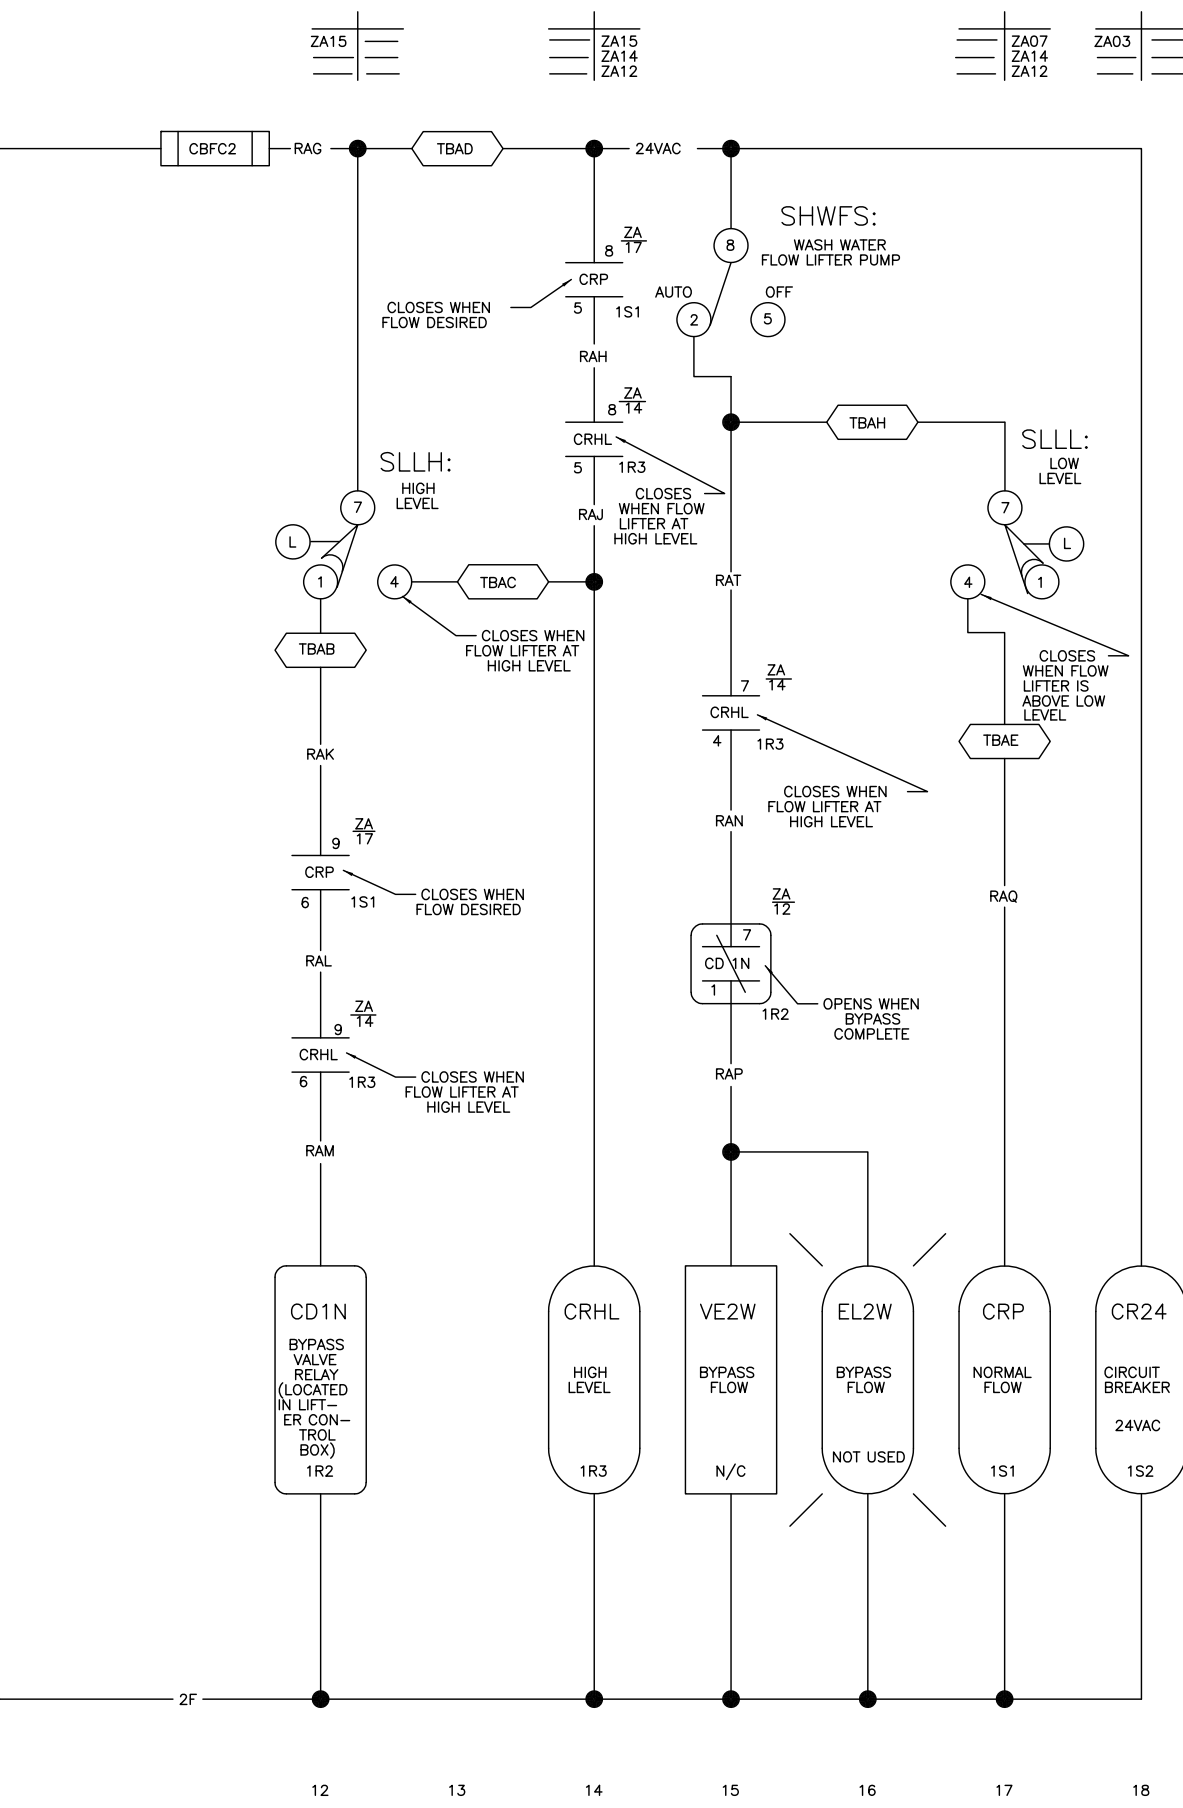 ZA15
ZA15
ZA14
ZA12
ZA07
ZA14
ZA12
ZA03
CBFC2
RAG
TBAD
24VAC
SHWFS:
WASH WATER
FLOW LIFTER PUMP
8
AUTO
OFF
2
5
8
ZA
17
CRP
5
1S1
CLOSES WHEN
FLOW DESIRED
RAH
8
ZA
14
CRHL
5
1R3
CLOSES
WHEN FLOW
LIFTER AT
HIGH LEVEL
RAJ
TBAH
SLLL:
LOW
LEVEL
7
L
4
1
CLOSES
WHEN FLOW
LIFTER IS
ABOVE LOW
LEVEL
TBAE
SLLH:
HIGH
LEVEL
7
L
1
4
TBAC
CLOSES WHEN
FLOW LIFTER AT
HIGH LEVEL
TBAB
RAT
7
ZA
14
CRHL
4
1R3
CLOSES WHEN
FLOW LIFTER AT
HIGH LEVEL
RAK
RAN
9
ZA
17
CRP
6
1S1
CLOSES WHEN
FLOW DESIRED
RAQ
ZA
12
7
CD 1N
1
1R2
OPENS WHEN
BYPASS
COMPLETE
RAL
9
ZA
14
CRHL
6
1R3
CLOSES WHEN
FLOW LIFTER AT
HIGH LEVEL
RAP
RAM
CD1N
BYPASS
VALVE
RELAY
(LOCATED
IN LIFT-
ER CON-
TROL
BOX)
1R2
CRHL
HIGH
LEVEL
1R3
VE2W
BYPASS
FLOW
N/C
EL2W
BYPASS
FLOW
NOT USED
CRP
NORMAL
FLOW
1S1
CR24
CIRCUIT
BREAKER
24VAC
1S2
2F
12
13
14
15
16
17
18